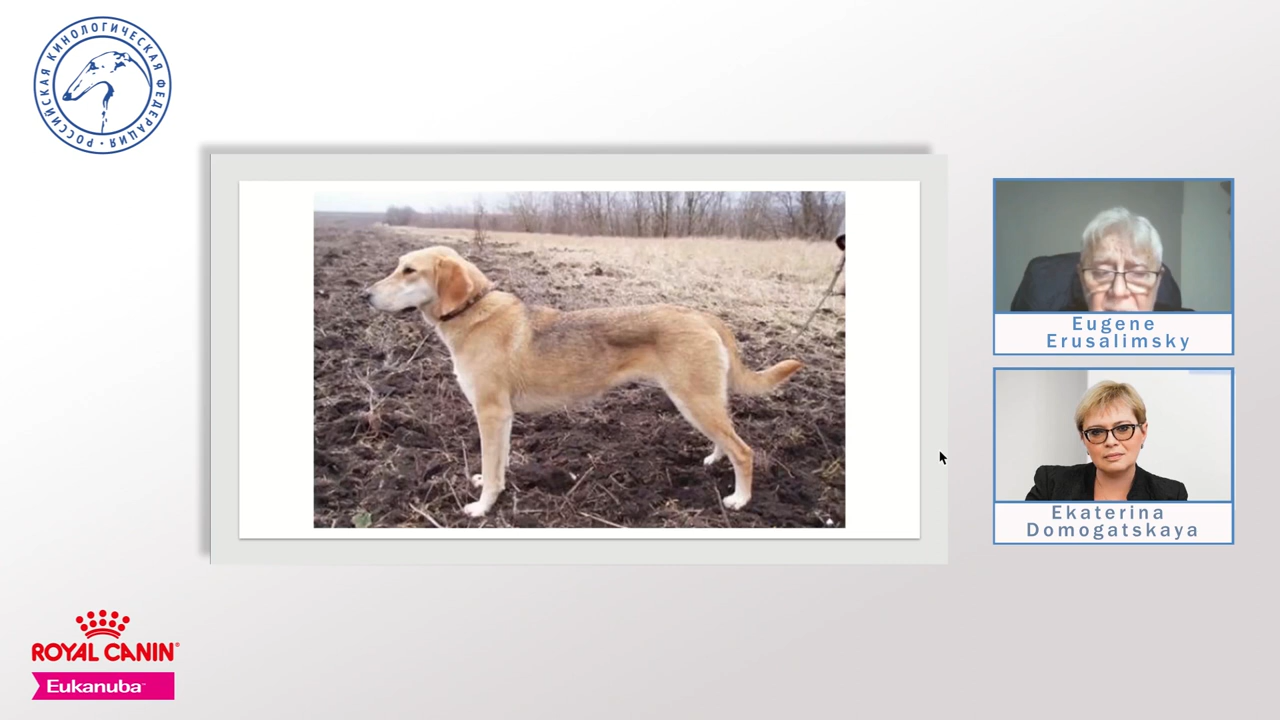 РОССИЙСКАЯ КИНОЛОГИЧЕСКАЯ ФЕДЕРАЦИЯ
Eugene
Erusalimsky
Ekaterina
Domogatskaya
ROYAL CANIN
Eukanuba